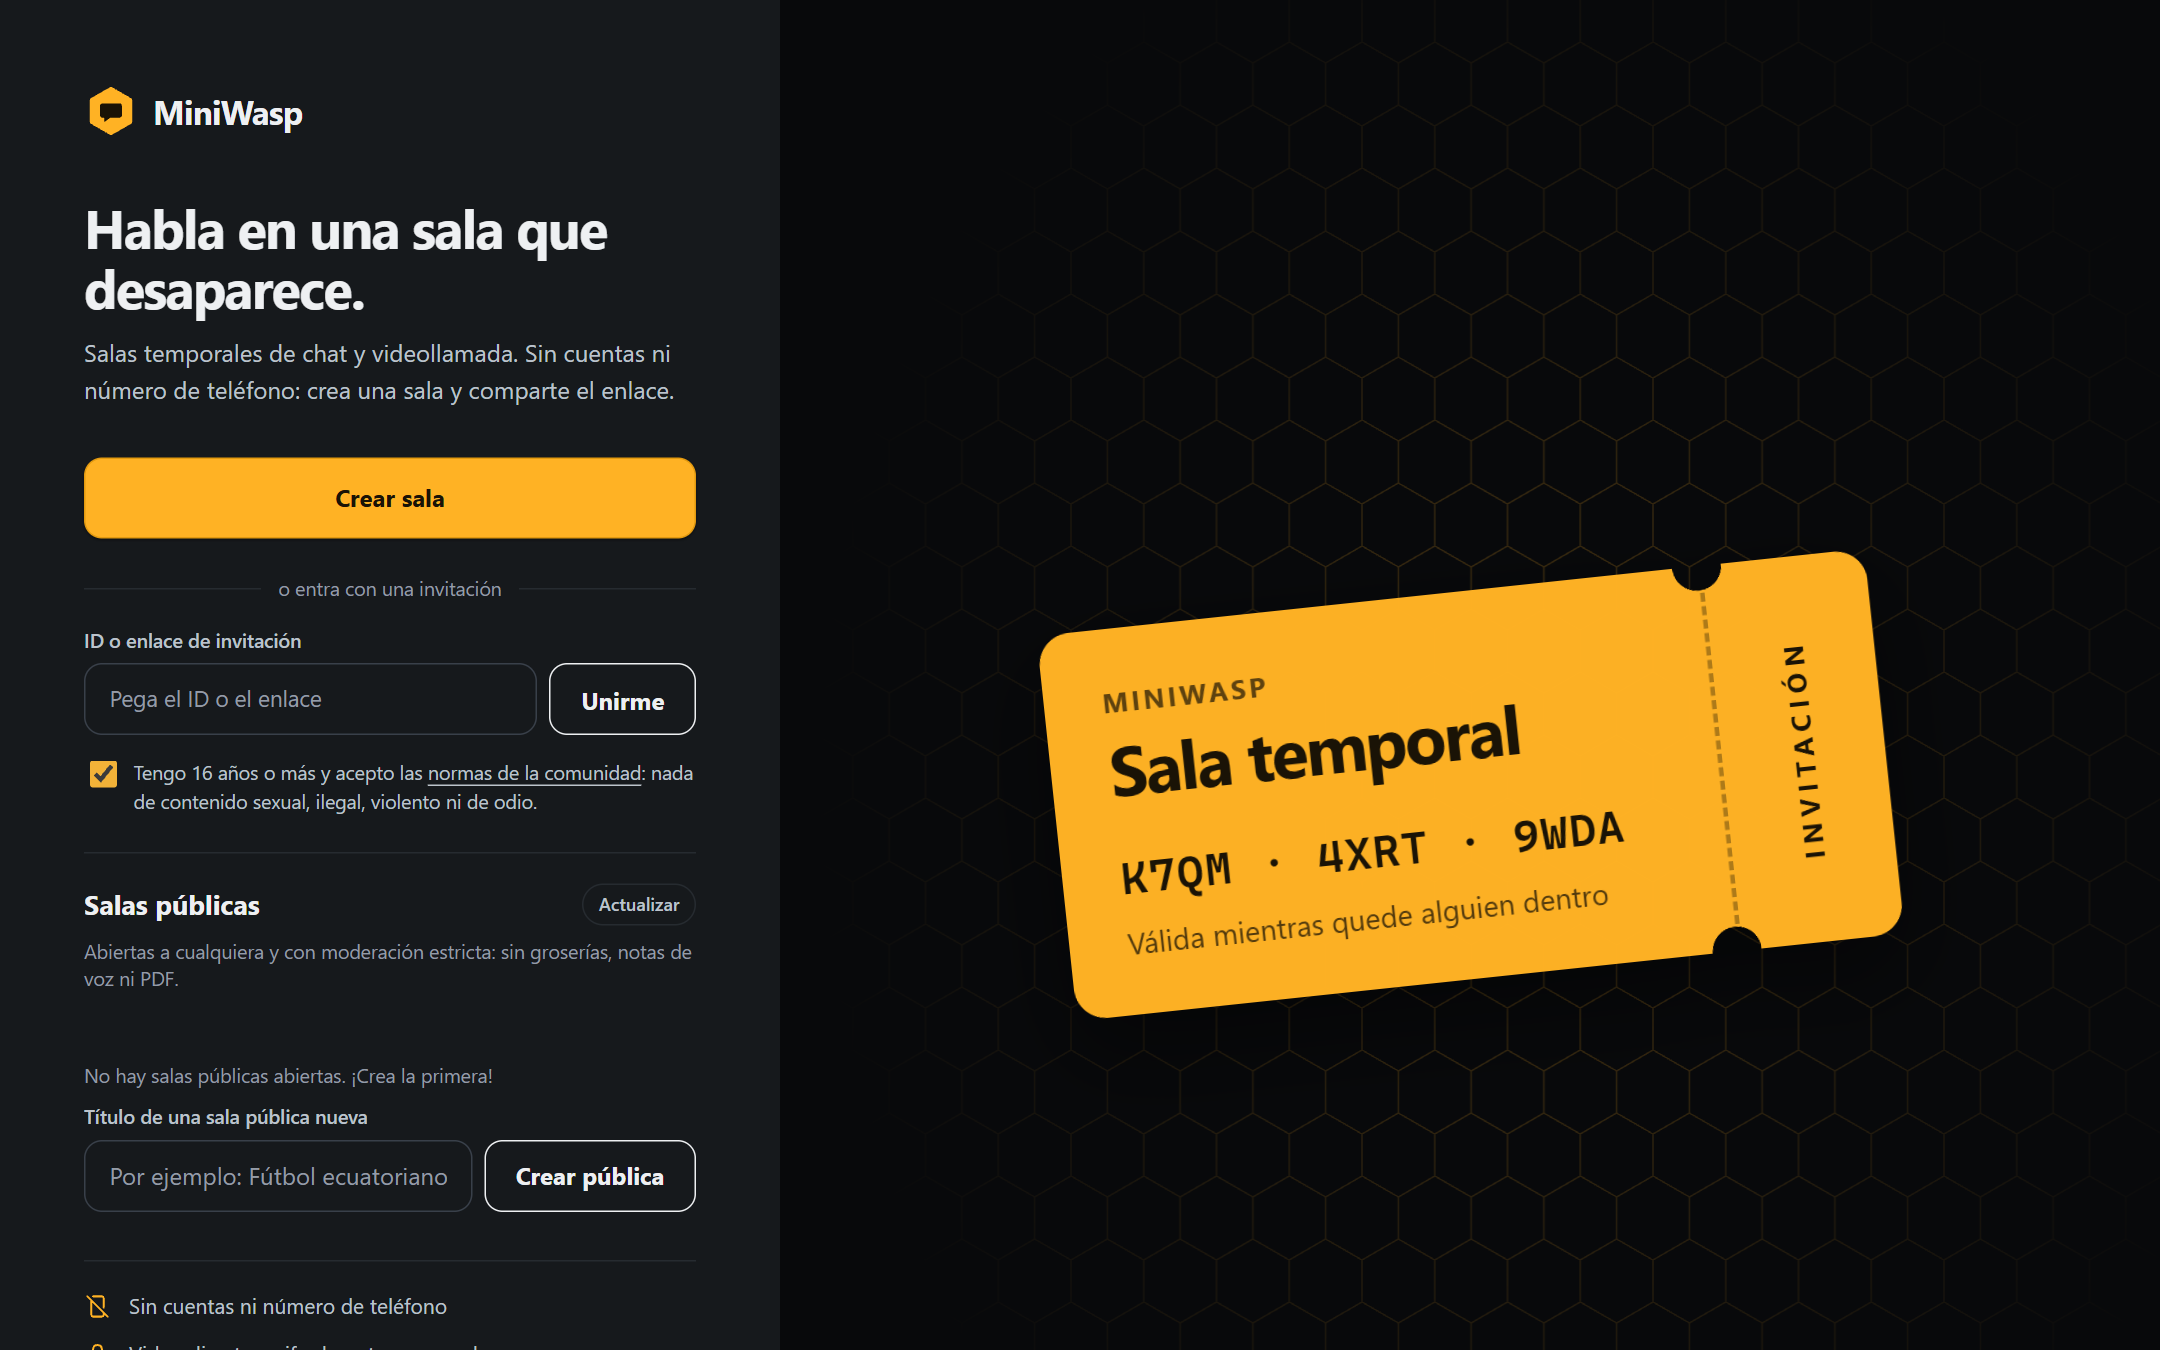 MiniWasp
Habla en una sala que
desaparece.
Salas temporales de chat y videollamada. Sin cuentas ni
número de teléfono: crea una sala y comparte el enlace.
Crear sala
o entra con una invitación
ID o enlace de invitación
Pega el ID o el enlace
Unirme
Tengo 16 años o más y acepto las normas de la comunidad: nada
de contenido sexual, ilegal, violento ni de odio.
Salas públicas
Actualizar
Abiertas a cualquiera y con moderación estricta: sin groserías, notas de
voz ni PDF.
No hay salas públicas abiertas. ¡Crea la primera!
Título de una sala pública nueva
Por ejemplo: Fútbol ecuatoriano
Crear pública
Sin cuentas ni número de teléfono
MINIWASP
Sala temporal
K7QM · 4XRT · 9WDA
Válida mientras quede alguien dentro
INVITACIÓN